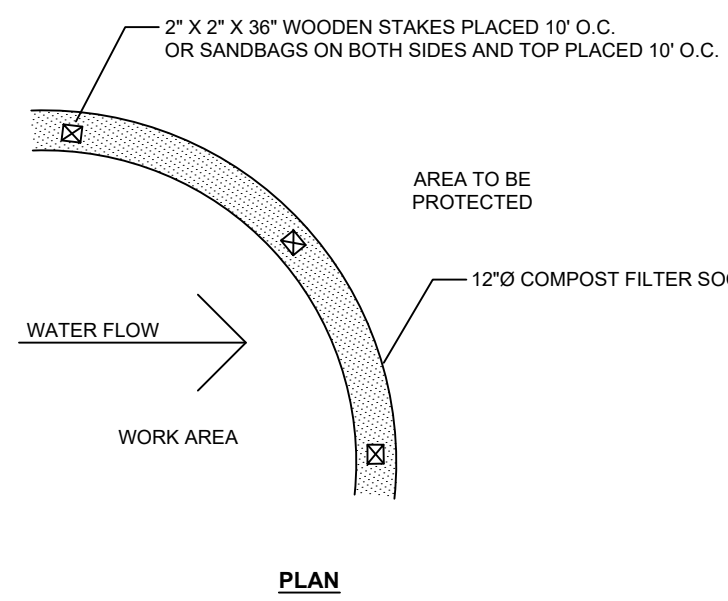 2" X 2" X 36" WOODEN STAKES PLACED 10' O.C.
OR SANDBAGS ON BOTH SIDES AND TOP PLACED 10' O.C.
AREA TO BE
PROTECTED
12"Ø COMPOST FILTER
WATER FLOW
WORK AREA
PLAN